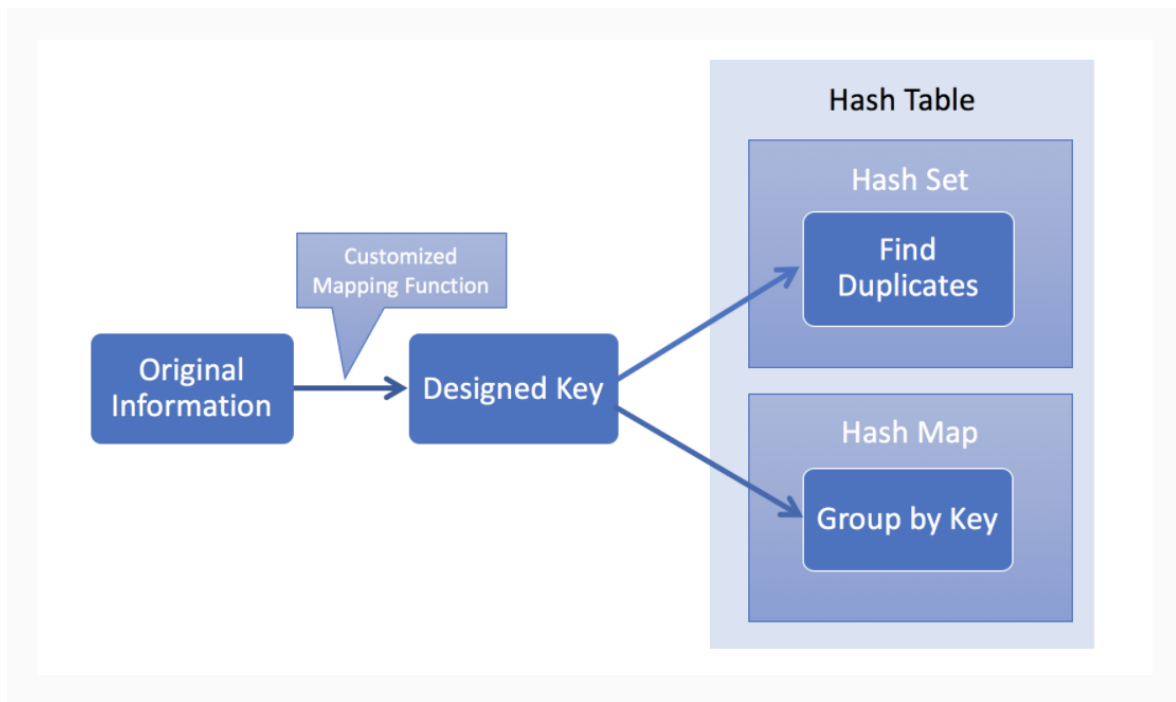 Hash Table
Hash Set
Find
Duplicates
Customized
Mapping Function
Original
Information
Designed Key
Hash Map
Group by Key